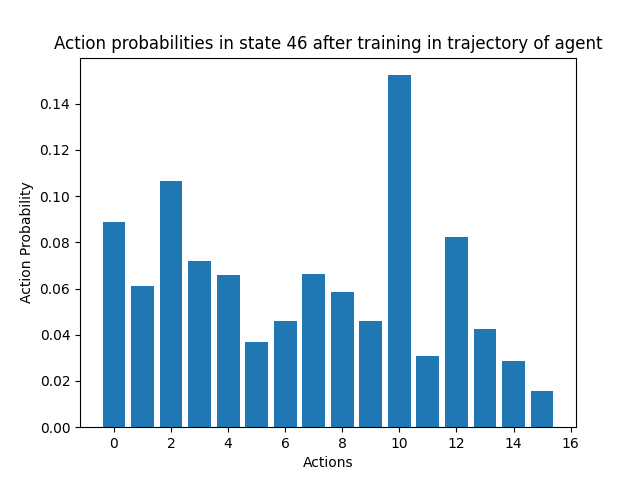 Action probabilities in state 46 after training in trajectory of agent
0.14
0.12
0.10
0.08
0.06
0.04
0.02
0.00
Action Probability
0 2 4 6 8 10 12 14 16
Actions